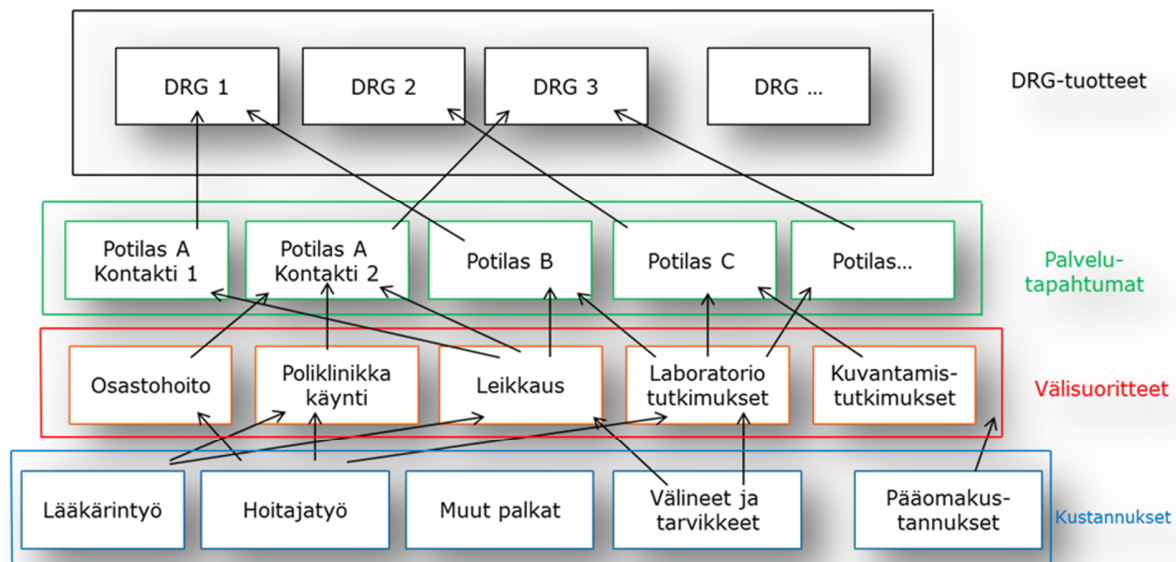 DRG 1
DRG 2
DRG 3
DRG ...
DRG-tuotteet
Potilas A
Kontakti 1
Potilas A
Kontakti 2
Potilas B
Potilas C
Potilas...
Palvelu-
tapahtumat
Osastohoito
Poliklinikka
käynti
Leikkaus
Laboratorio
tutkimukset
Kuvantamis-
tutkimukset
Välisuoritteet
Lääkärintyö
Hoitajatyö
Muut palkat
Välineet ja
tarvikkeet
Pääomakus-
tannukset
Kustannukset